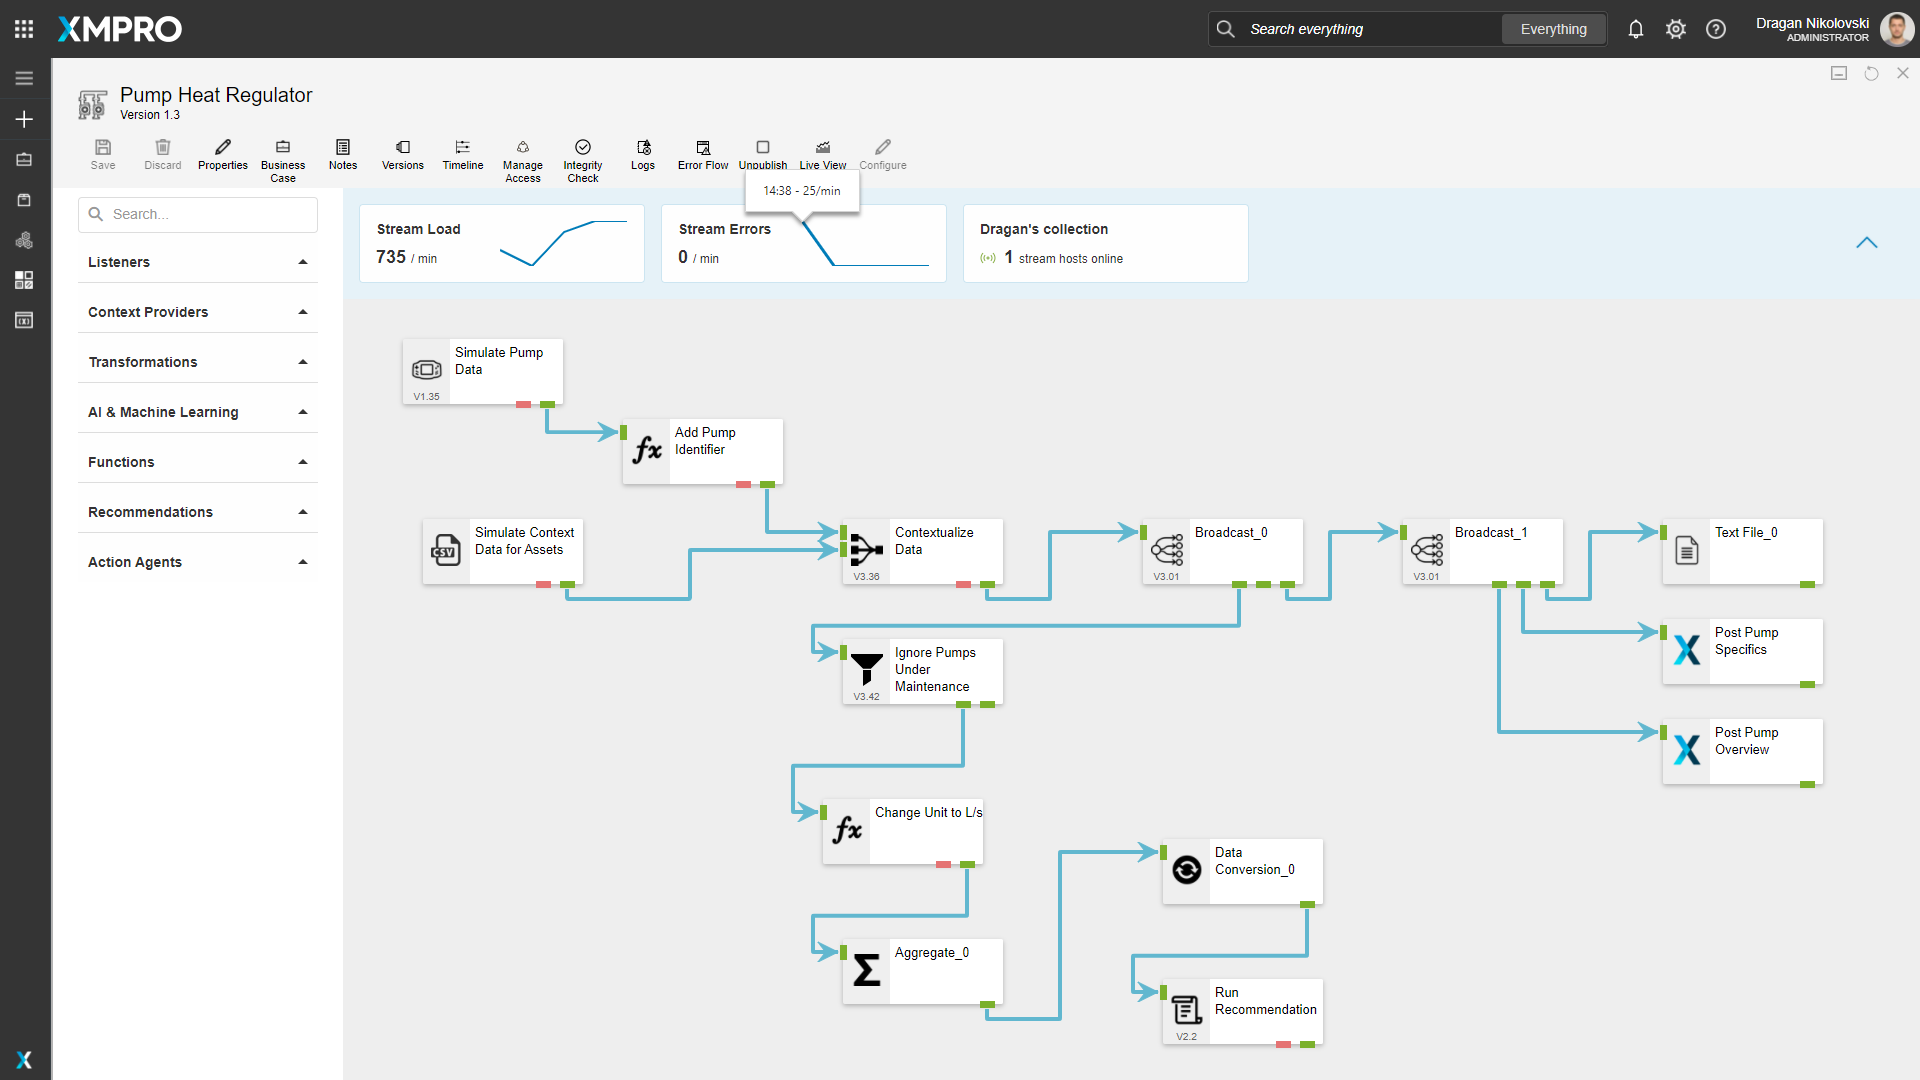 XMPRO
Search everything
Everything
Dragan Nikolovski
ADMINISTRATOR
Pump Heat Regulator
Version 1.3
Save
Discard
Properties
Business
Case
Notes
Versions
Timeline
Manage
Access
Integrity
Check
Logs
Error Flow
Unpublish
Live View
Configure
14:38 - 25/min
Search...
Listeners
Context Providers
Transformations
AI & Machine Learning
Functions
Recommendations
Action Agents
Stream Load
735 / min
Stream Errors
0 / min
Dragan's collection
1 stream hosts online
Simulate Pump
Data
V1.35
Add Pump
Identifier
fx
Simulate Context
Data for Assets
CSV
Contextualize
Data
V3.36
Broadcast_0
V3.01
Broadcast_1
V3.01
Text File_0
Post Pump
Specifics
Post Pump
Overview
Ignore Pumps
Under
Maintenance
V3.42
Change Unit to L/s
fx
Aggregate_0
Σ
Data
Conversion_0
Run
Recommendation
V2.2